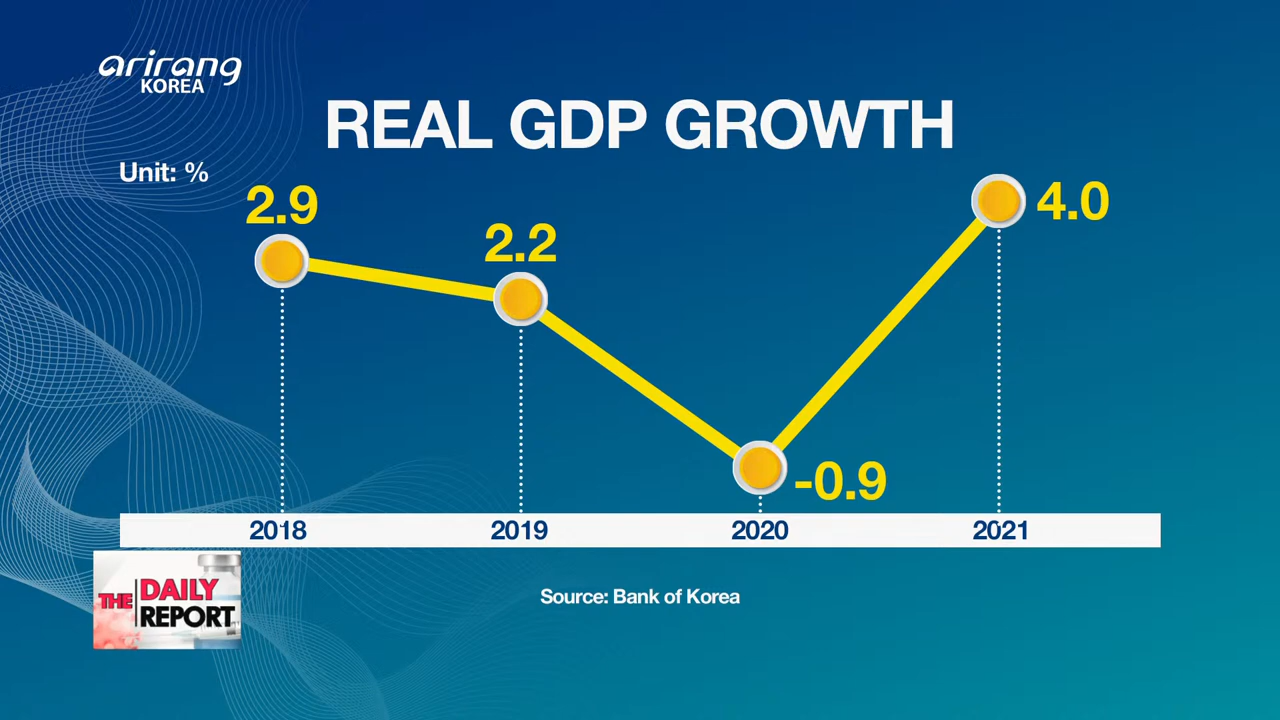 arirang
KOREA
REAL GDP GROWTH
Unit: %
2.9
2.2
-0.9
4.0
2018 2019 2020 2021
THE DAILY
REPORT
Source: Bank of Korea